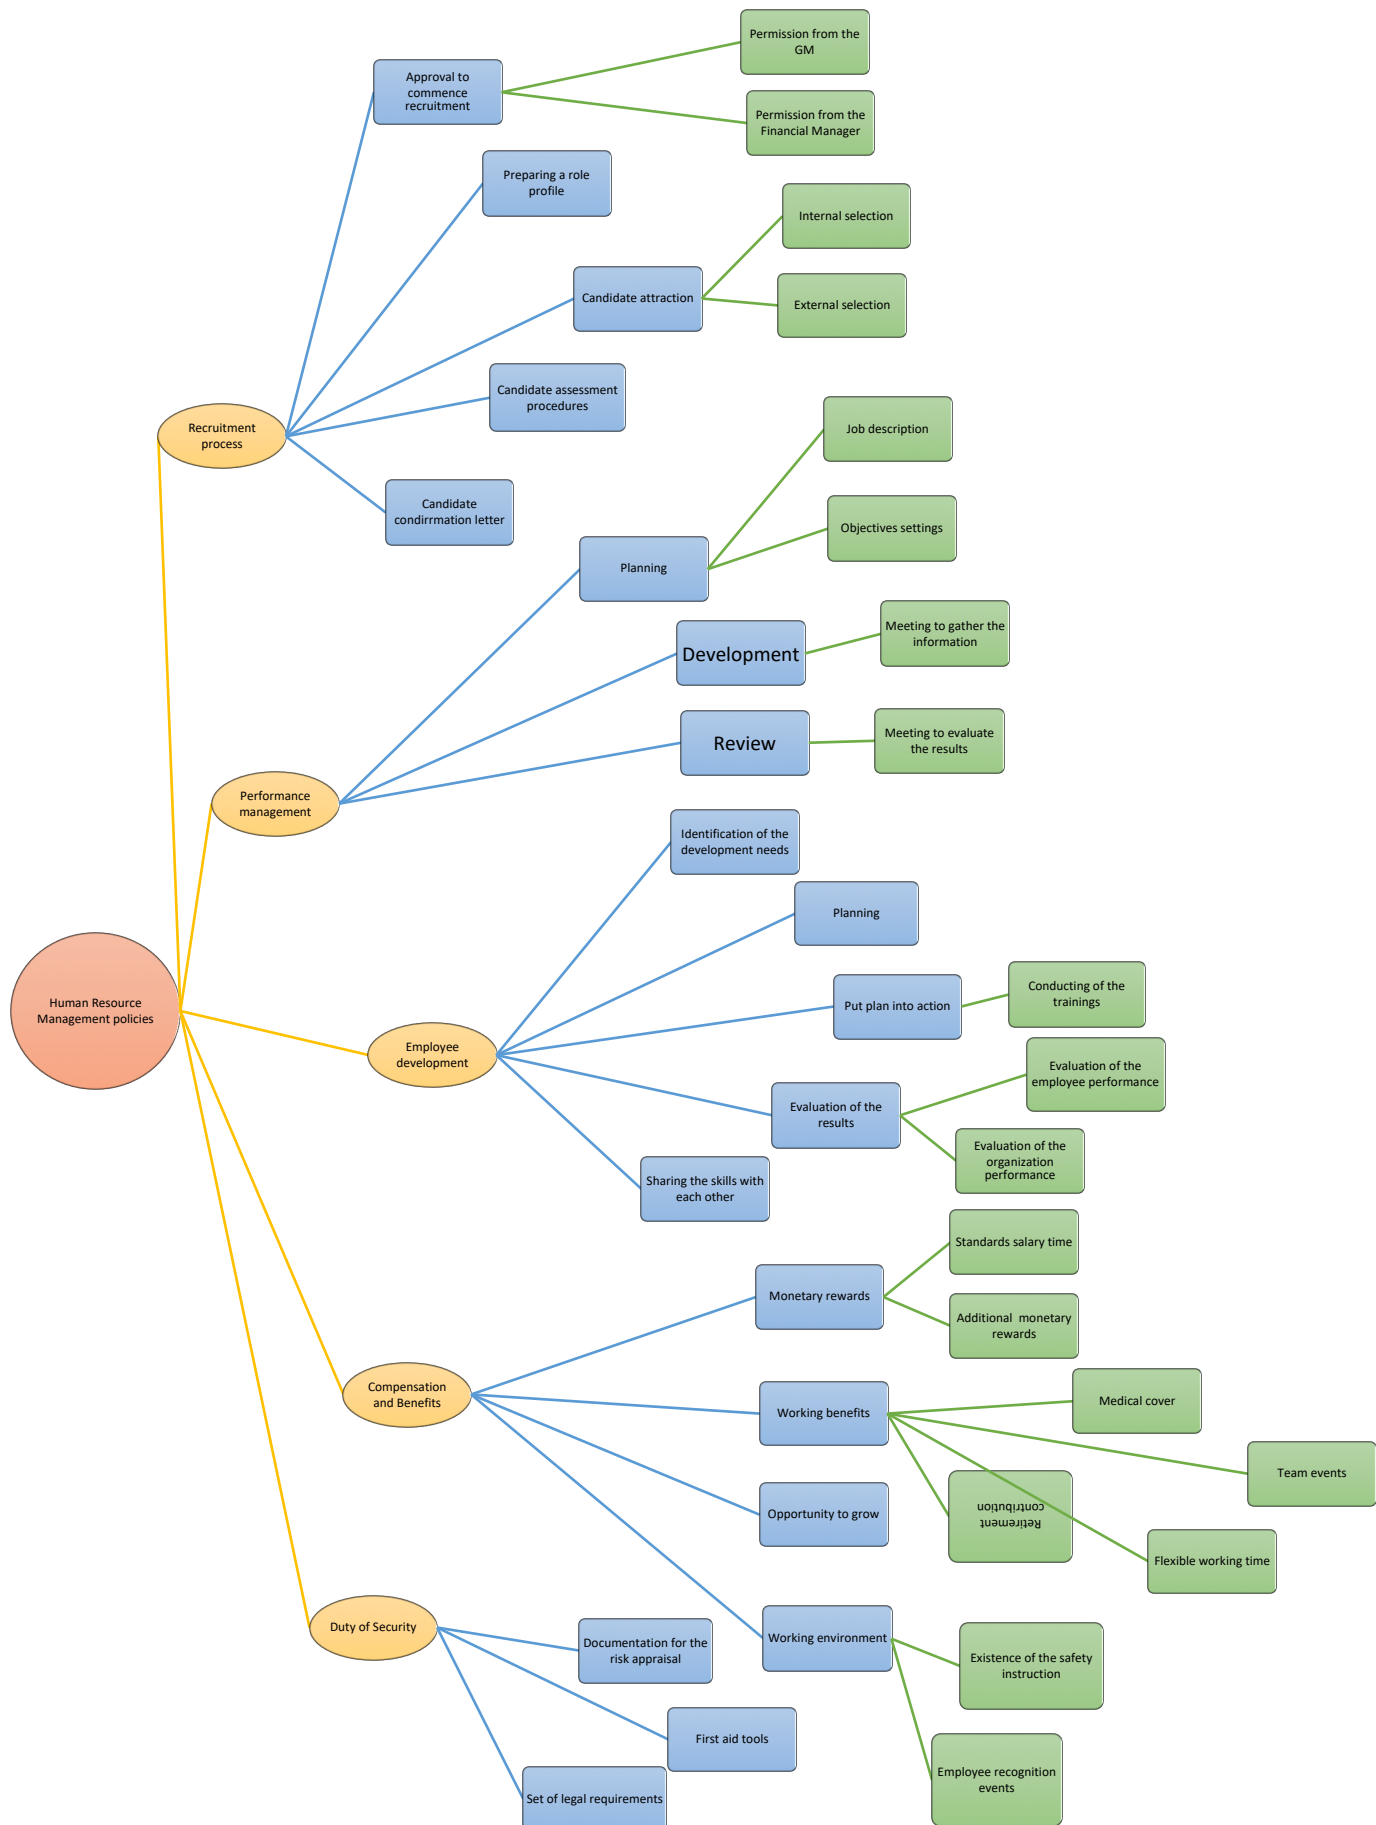 Permission from the
GM
Approval to
commence
recruitment
Permission from the
Financial Manager
Preparing a role
profile
Internal selection
Candidate attraction
External selection
Candidate assessment
procedures
Recruitment
process
Job description
Candidate
condirrmation letter
Objectives settings
Planning
Meeting to gather the
information
Development
Review
Meeting to evaluate
the results
Performance
management
Identification of the
development needs
Planning
Human Resource
Management policies
Put plan into action
Conducting of the
trainings
Employee
development
Evaluation of the
employee performance
Evaluation of the
results
Evaluation of the
organization
performance
Sharing the skills with
each other
Standards salary time
Monetary rewards
Additional  monetary
rewards
Compensation
and Benefits
Working benefits
Medical cover
Team events
Opportunity to grow
Retirement
contribution
Flexible working time
Duty of Security
Documentation for the
risk appraisal
Working environment
Existence of the safety
instruction
First aid tools
Employee recognition
events
Set of legal requirements